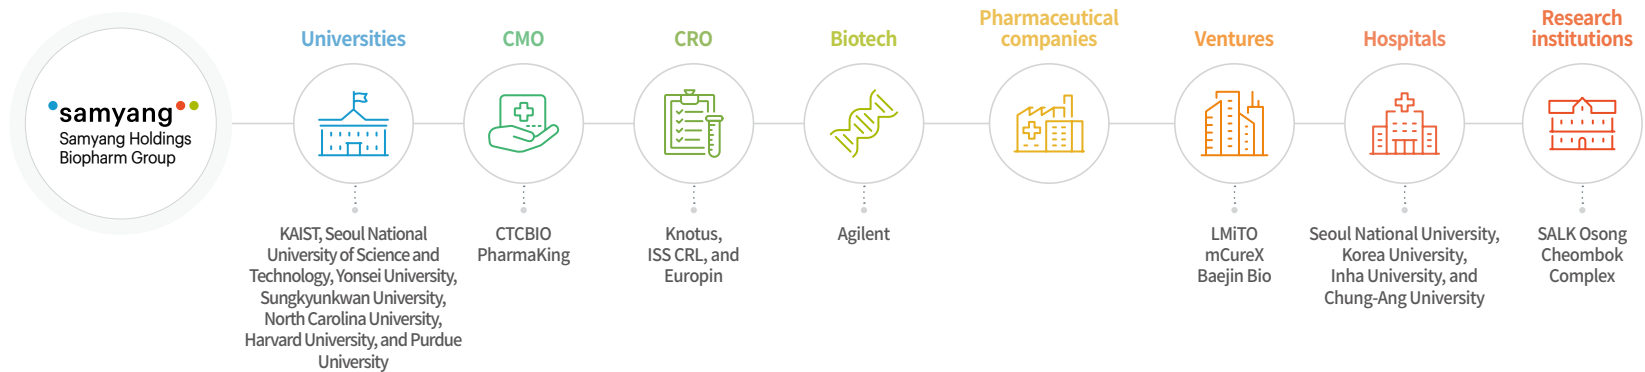 samyang
Samyang Holdings
Biopharm Group
Universities
KAIST, Seoul National
University of Science and
Technology, Yonsei University,
Sungkyunkwan University,
North Carolina University,
Harvard University, and Purdue
University
CMO
CTCBIO
PharmaKing
CRO
Knotus,
ISS CRL, and
Europin
Biotech
Agilent
Pharmaceutical
companies
Ventures
LMiTO
mCureX
Baejin Bio
Hospitals
Seoul National University,
Korea University,
Inha University, and
Chung-Ang University
Research
institutions
SALK Osong
Cheombok
Complex